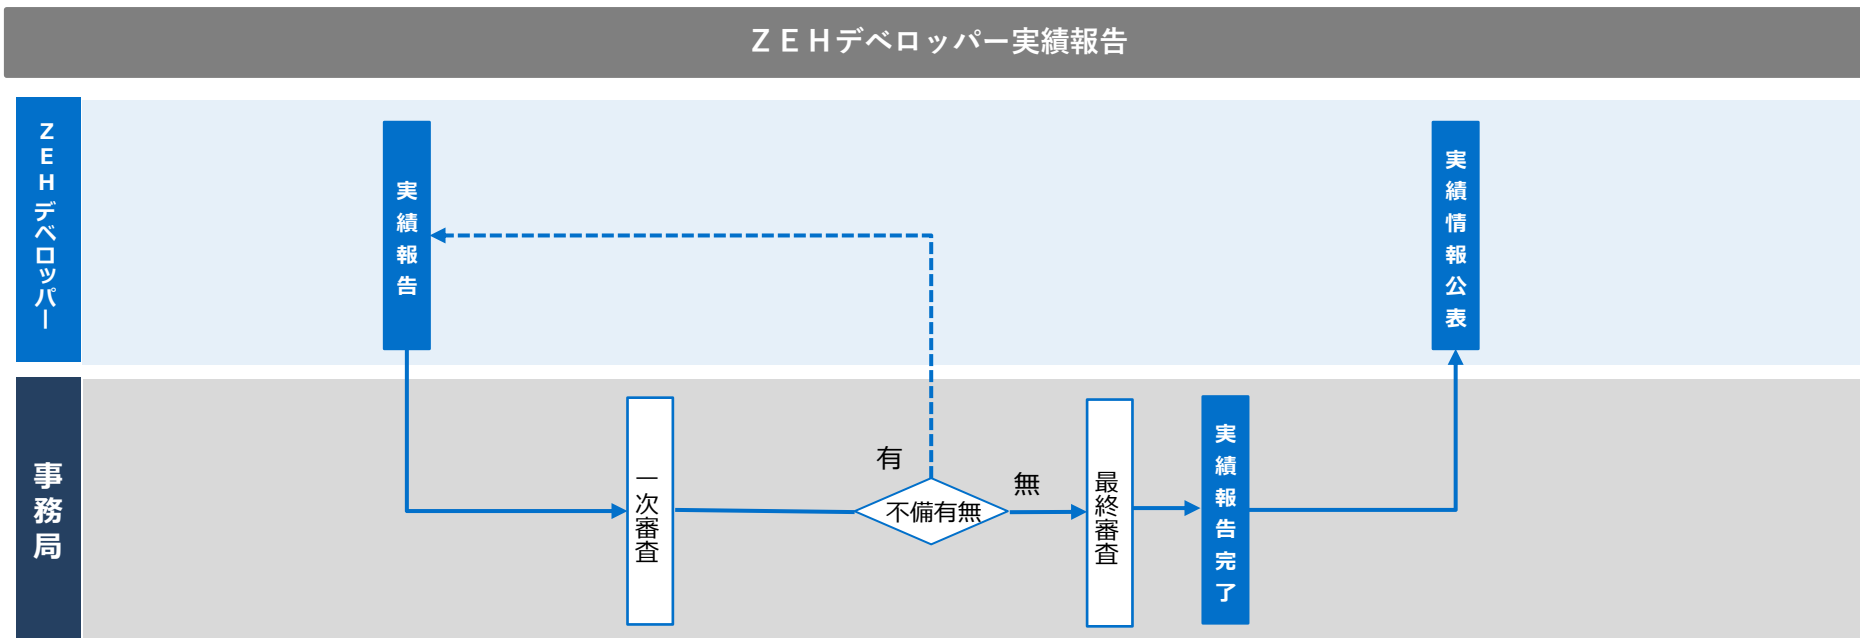 ＺＥＨデベロッパー実績報告
ＺＥＨデベロッパー
実績報告
実績情報公表
事務局
一次審査
有
不備有無
無
最終審査
実績報告完了